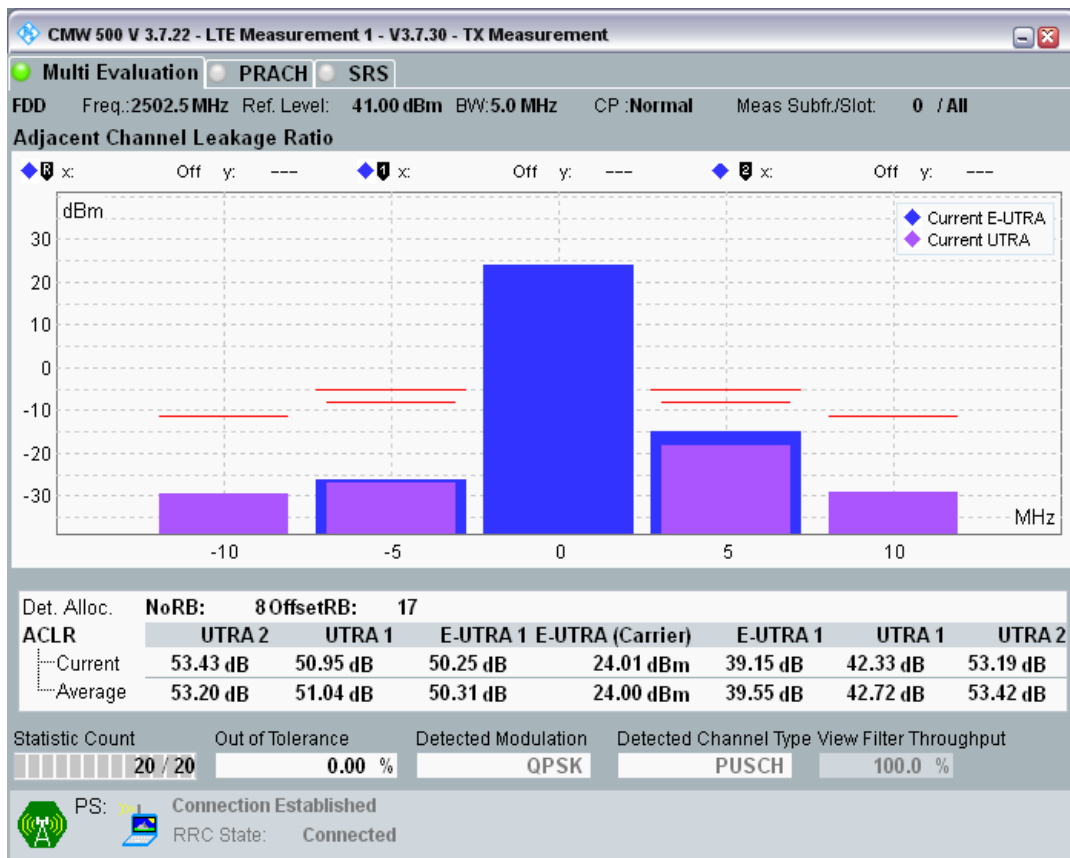 CMW 500 V 3.7.22 - LTE Measurement 1 - V3.7.30 - TX Measurement
Multi Evaluation PRACH SRS
FDD Freq.:2502.5 MHz Ref. Level: 41.00 dBm BW:5.0 MHz CP :Normal Meas Subfr./Slot: 0 / All
Adjacent Channel Leakage Ratio
R x: Off y: --- 1 x: Off y: --- 2 x: Off y: ---
dBm
Current E-UTRA
Current UTRA
30
20
10
0
-10
-20
-30
MHz
-10 -5 0 5 10
Det. Alloc. NoRB: 8 OffsetRB: 17
ACLR UTRA 2 UTRA 1 E-UTRA 1 E-UTRA (Carrier) E-UTRA 1 UTRA 1 UTRA 2
Current 53.43 dB 50.95 dB 50.25 dB 24.01 dBm 39.15 dB 42.33 dB 53.19 dB
Average 53.20 dB 51.04 dB 50.31 dB 24.00 dBm 39.55 dB 42.72 dB 53.42 dB
Statistic Count Out of Tolerance Detected Modulation Detected Channel Type View Filter Throughput
20 / 20 0.00 % QPSK PUSCH 100.0 %
PS: Connection Established
RRC State: Connected